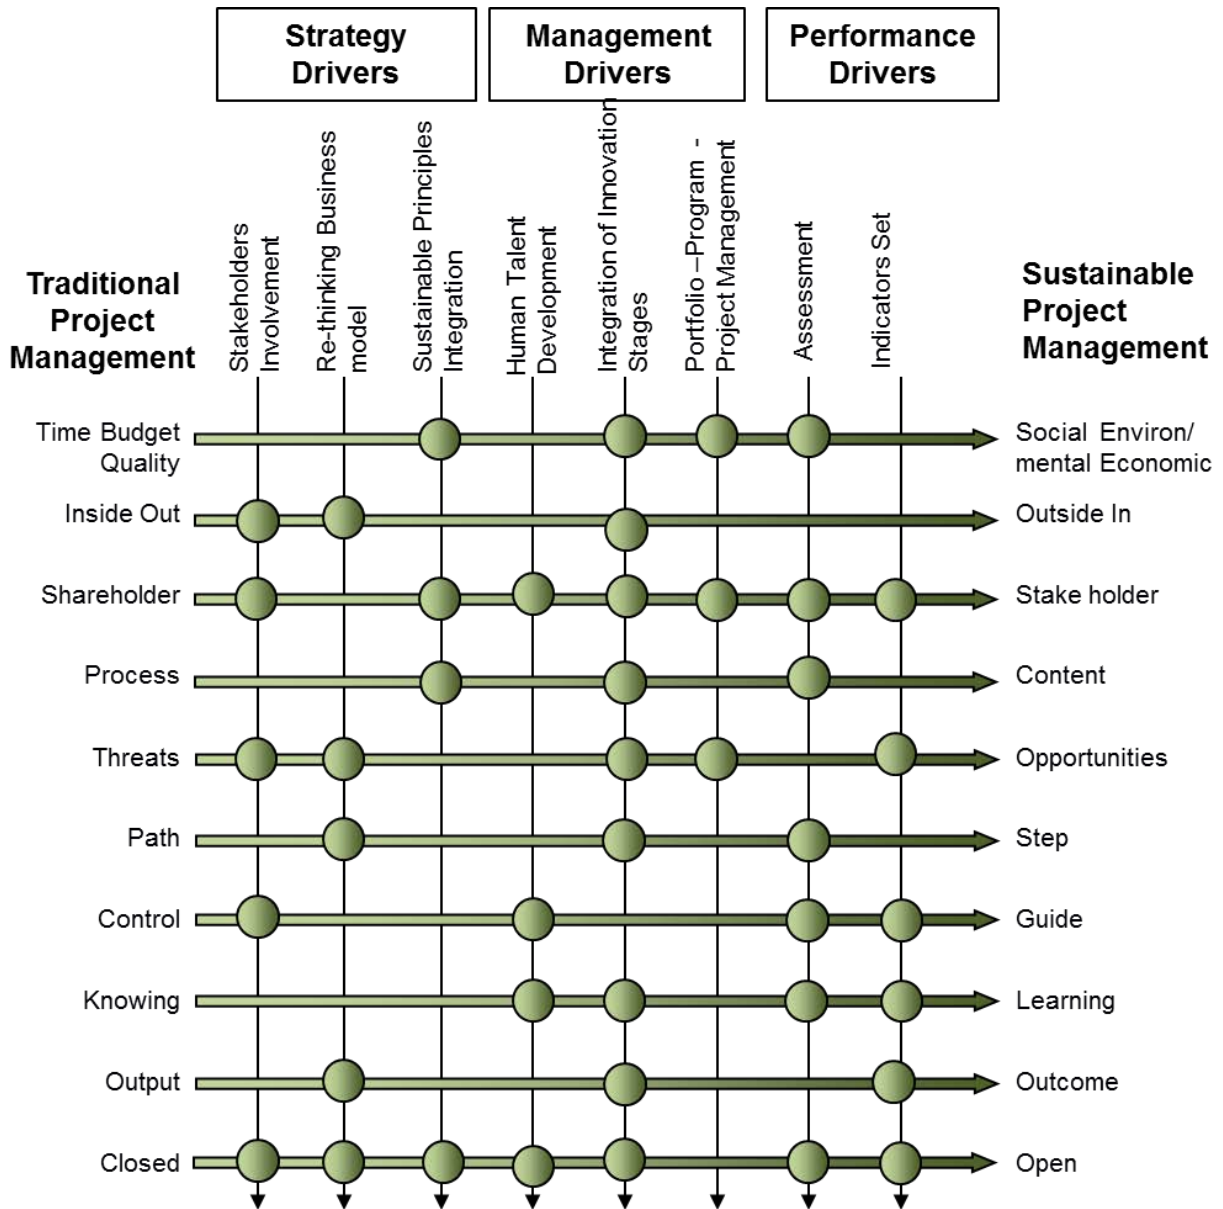 Strategy
Drivers
Management
Drivers
Performance
Drivers
Stakeholders
Involvement
Re-thinking Business
model
Sustainable Principles
Integration
Human Talent
Development
Integration of Innovation
Stages
Portfolio –Program -
Project Management
Assessment
Indicators Set
Traditional
Project
Management
Sustainable
Project
Management
Time Budget
Quality
Social Environ/
mental Economic
Inside Out
Outside In
Shareholder
Stake holder
Process
Content
Threats
Opportunities
Path
Step
Control
Guide
Knowing
Learning
Output
Outcome
Closed
Open